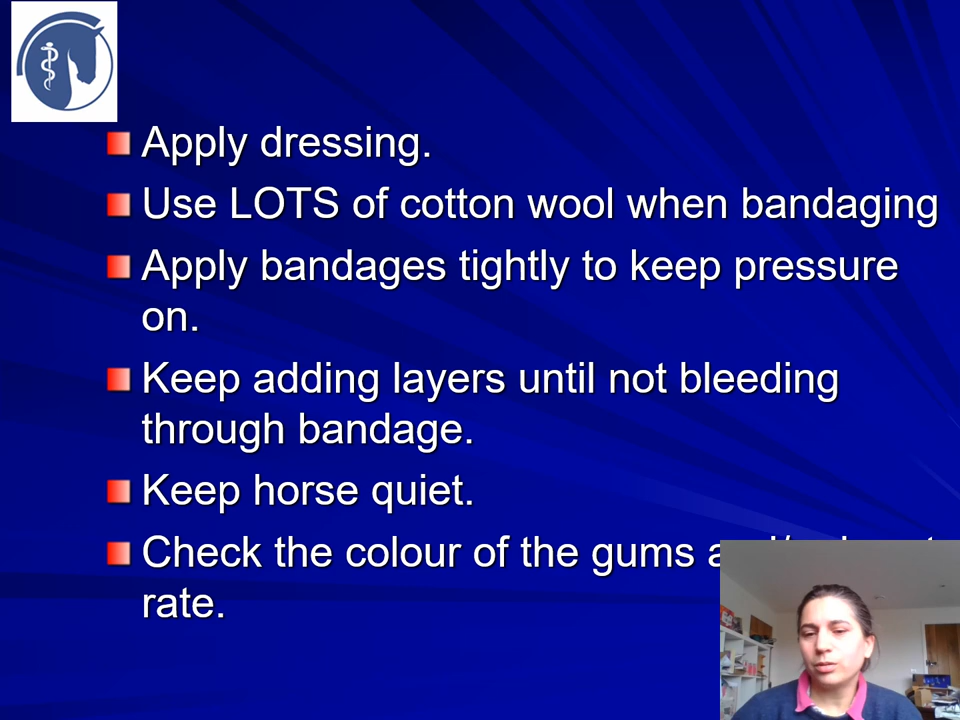 Apply dressing.
Use LOTS of cotton wool when bandaging
Apply bandages tightly to keep pressure
on.
Keep adding layers until not bleeding
through bandage.
Keep horse quiet.
Check the colour of the gums
rate.